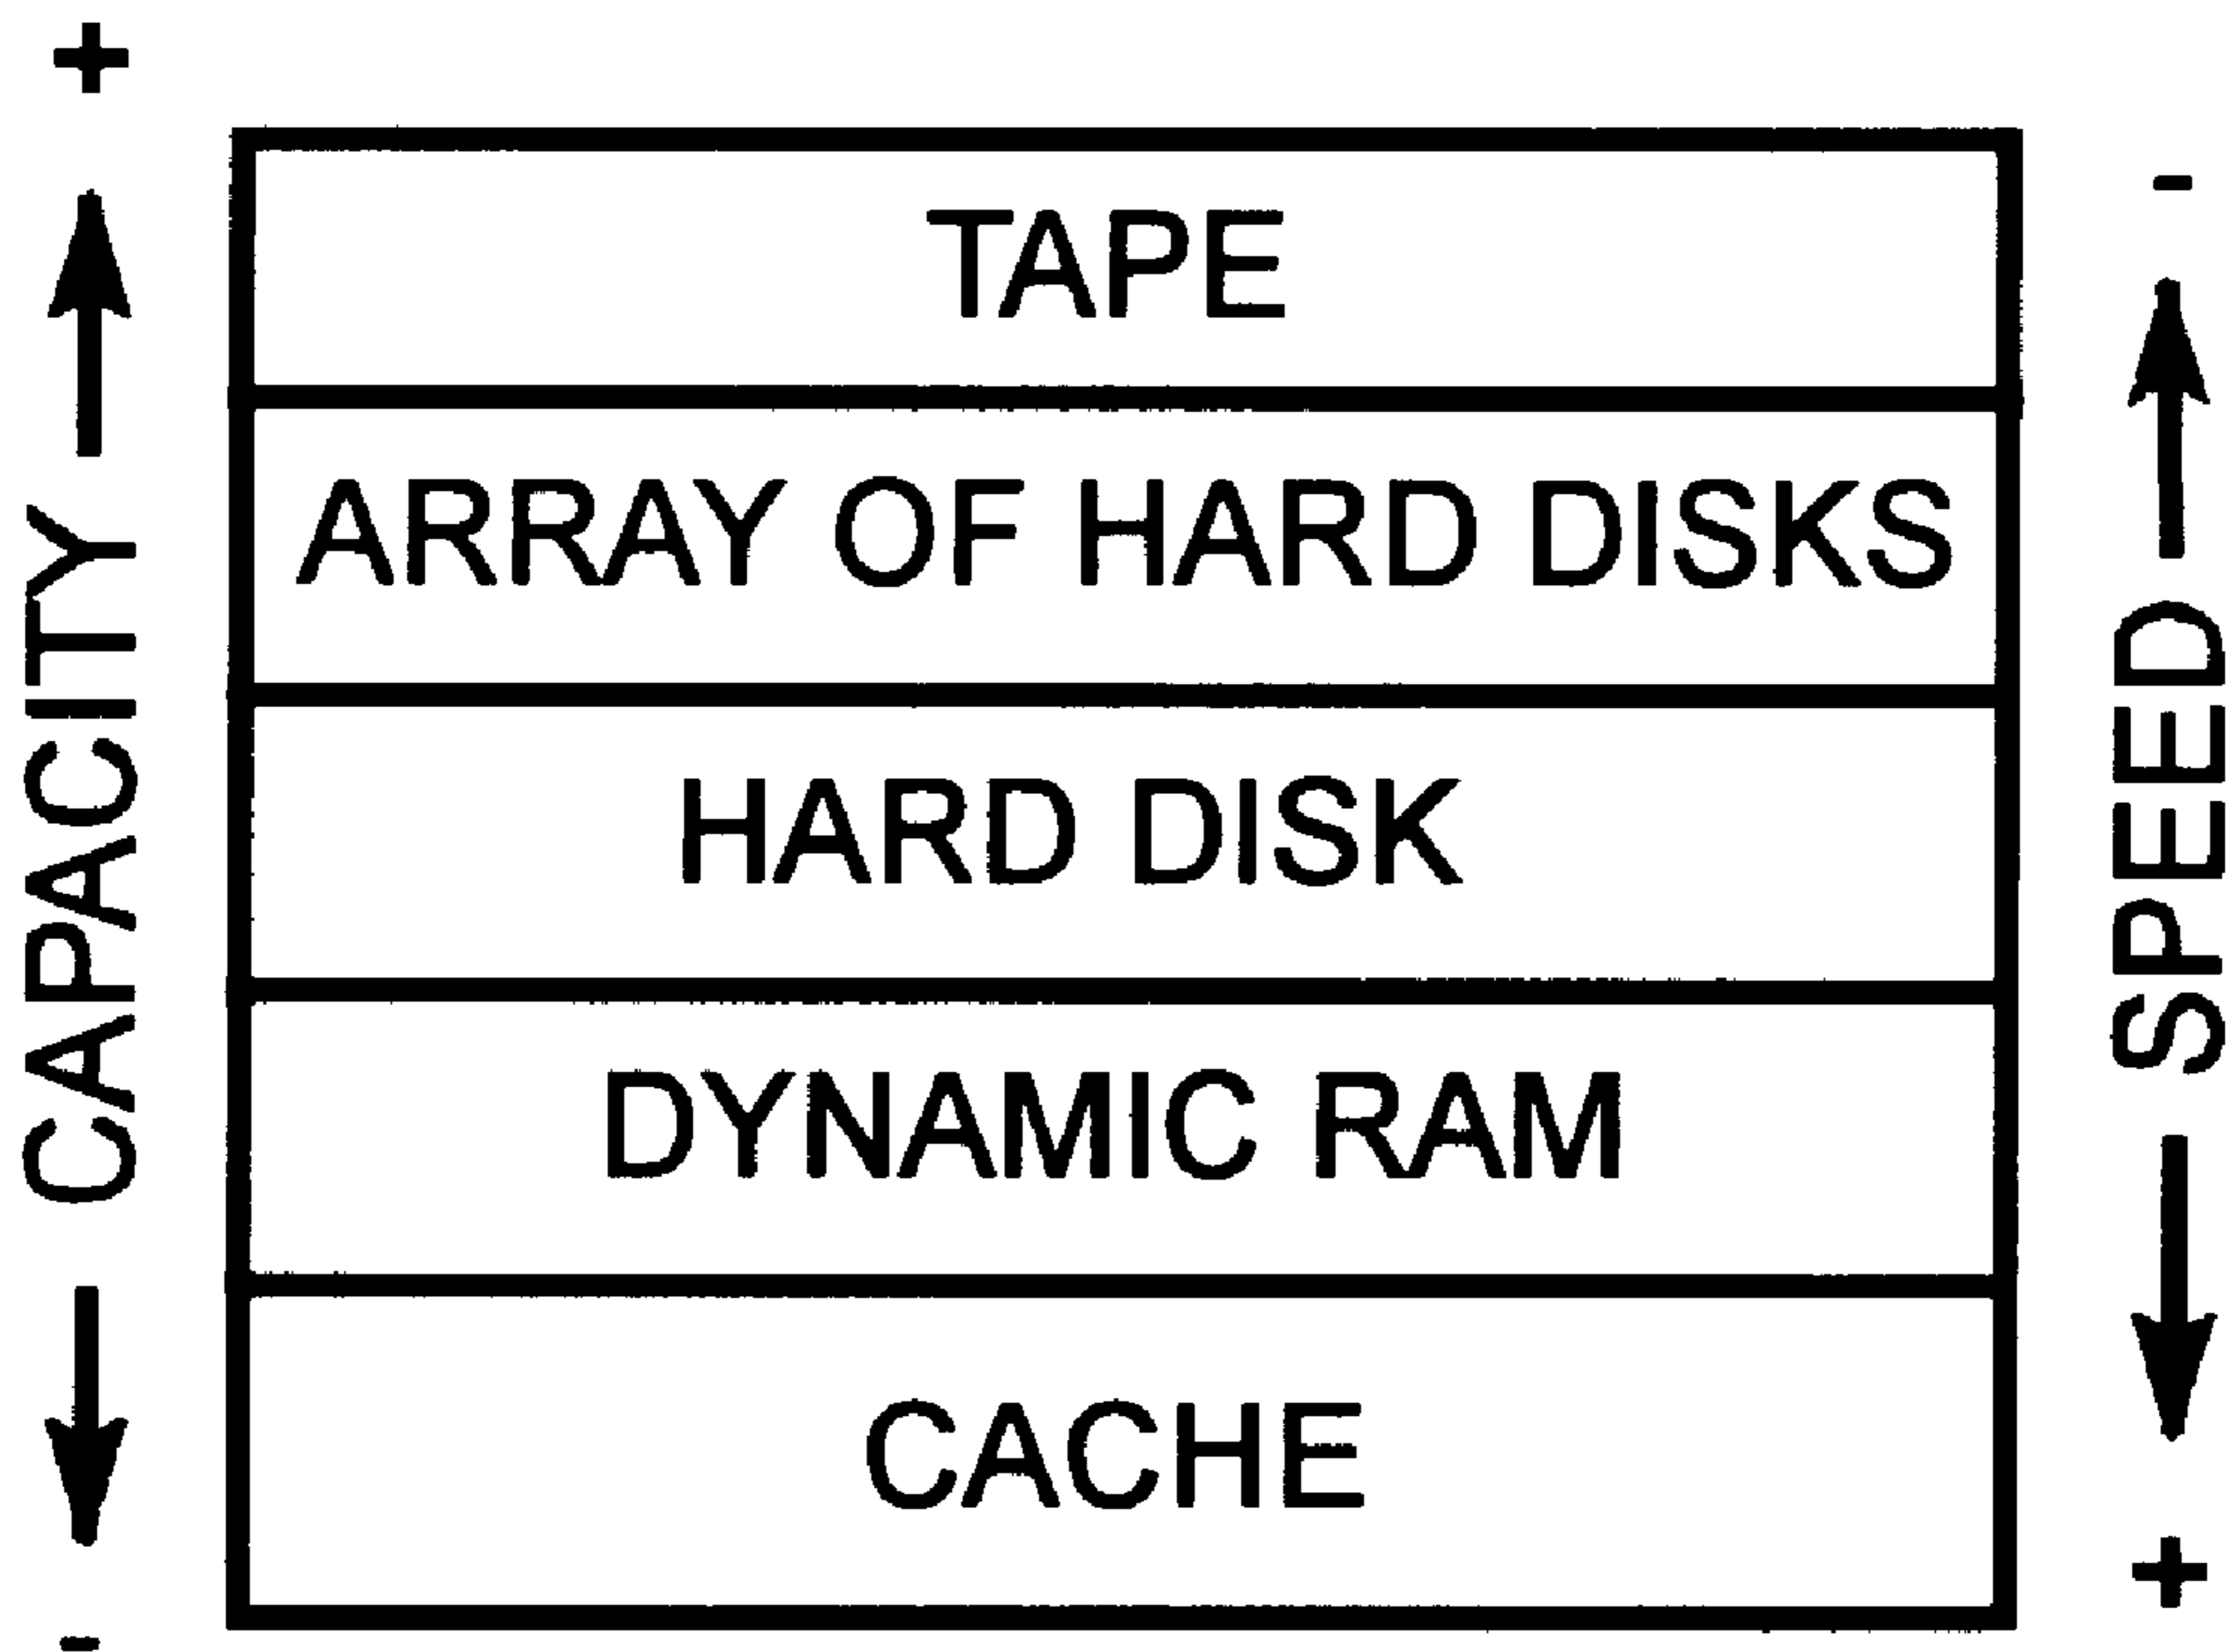 +
-
TAPE
ARRAY OF HARD DISKS
HARD DISK
DYNAMIC RAM
CACHE
CAPACITY
SPEED
+
-